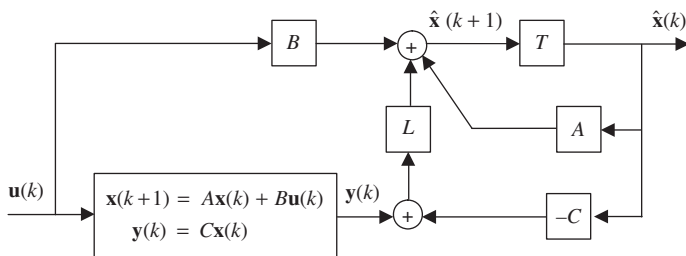 x̂(k+1)
x̂(k)
B
+
T
L
A
u(k)
x(k+1) = Ax(k) + Bu(k)
y(k) = Cx(k)
y(k)
+
–C